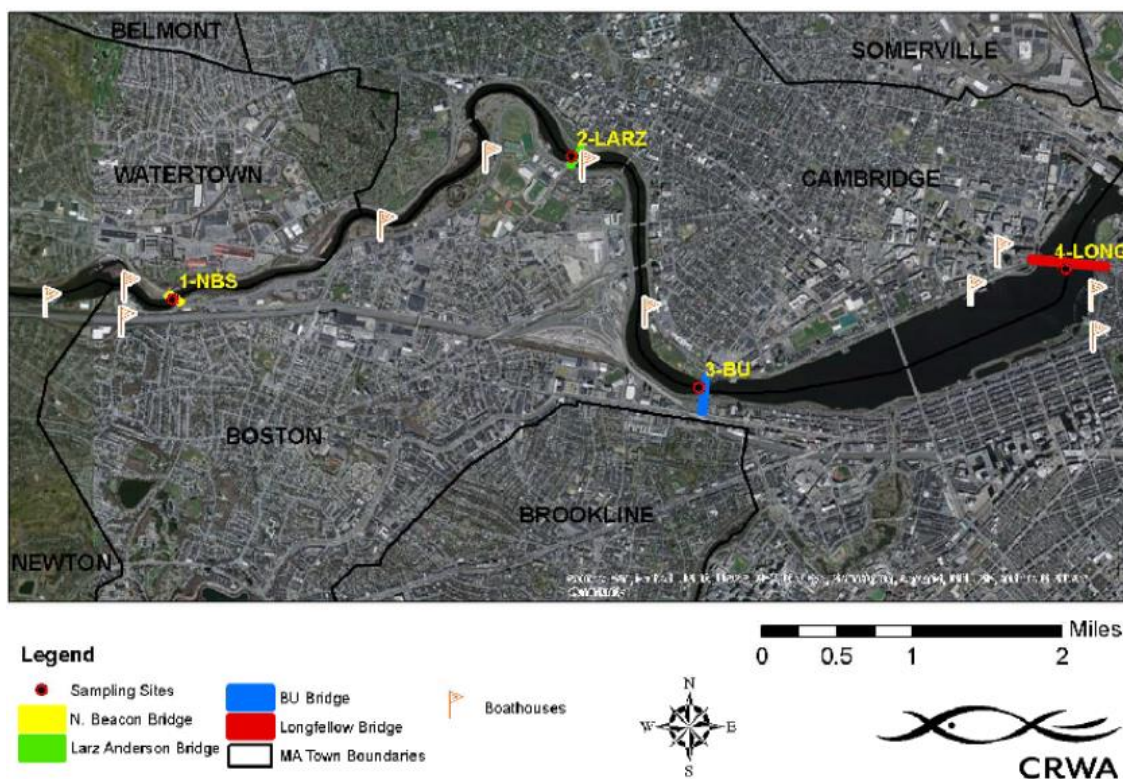 BELMONT
SOMERVILLE
2-LARZ
WATERTOWN
CAMBRIDGE
4-LONG
1-NBS
3-BU
BOSTON
BROOKLINE
NEWTON
Legend
Sampling Sites
N. Beacon Bridge
Larz Anderson Bridge
BU Bridge
Longfellow Bridge
MA Town Boundaries
Boathouses
N
W E
S
Miles
0 0.5 1 2
CRWA